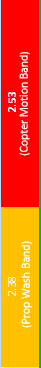 2.53
(Copter Motion Band)
2.38
(Prop Wash Band)